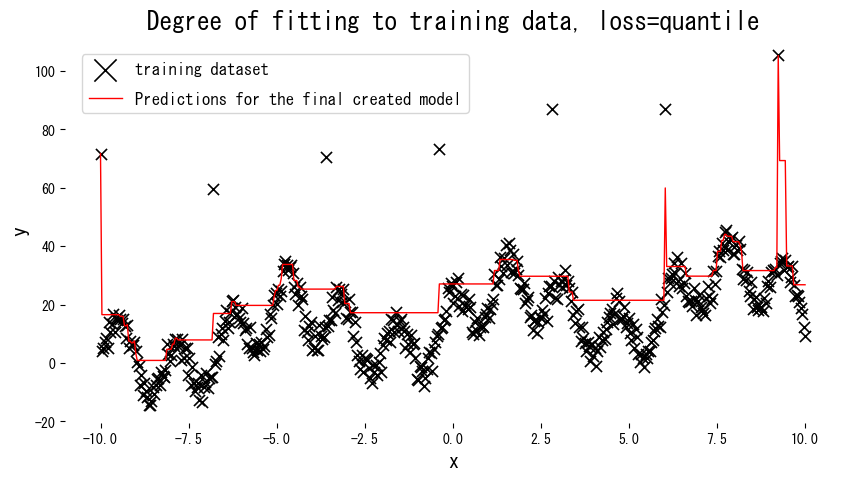 Degree of fitting to training data, loss=quantile
training dataset
Predictions for the final created model
100
80
60
40
20
0
−20
y
−10.0 −7.5 −5.0 −2.5 0.0 2.5 5.0 7.5 10.0
x